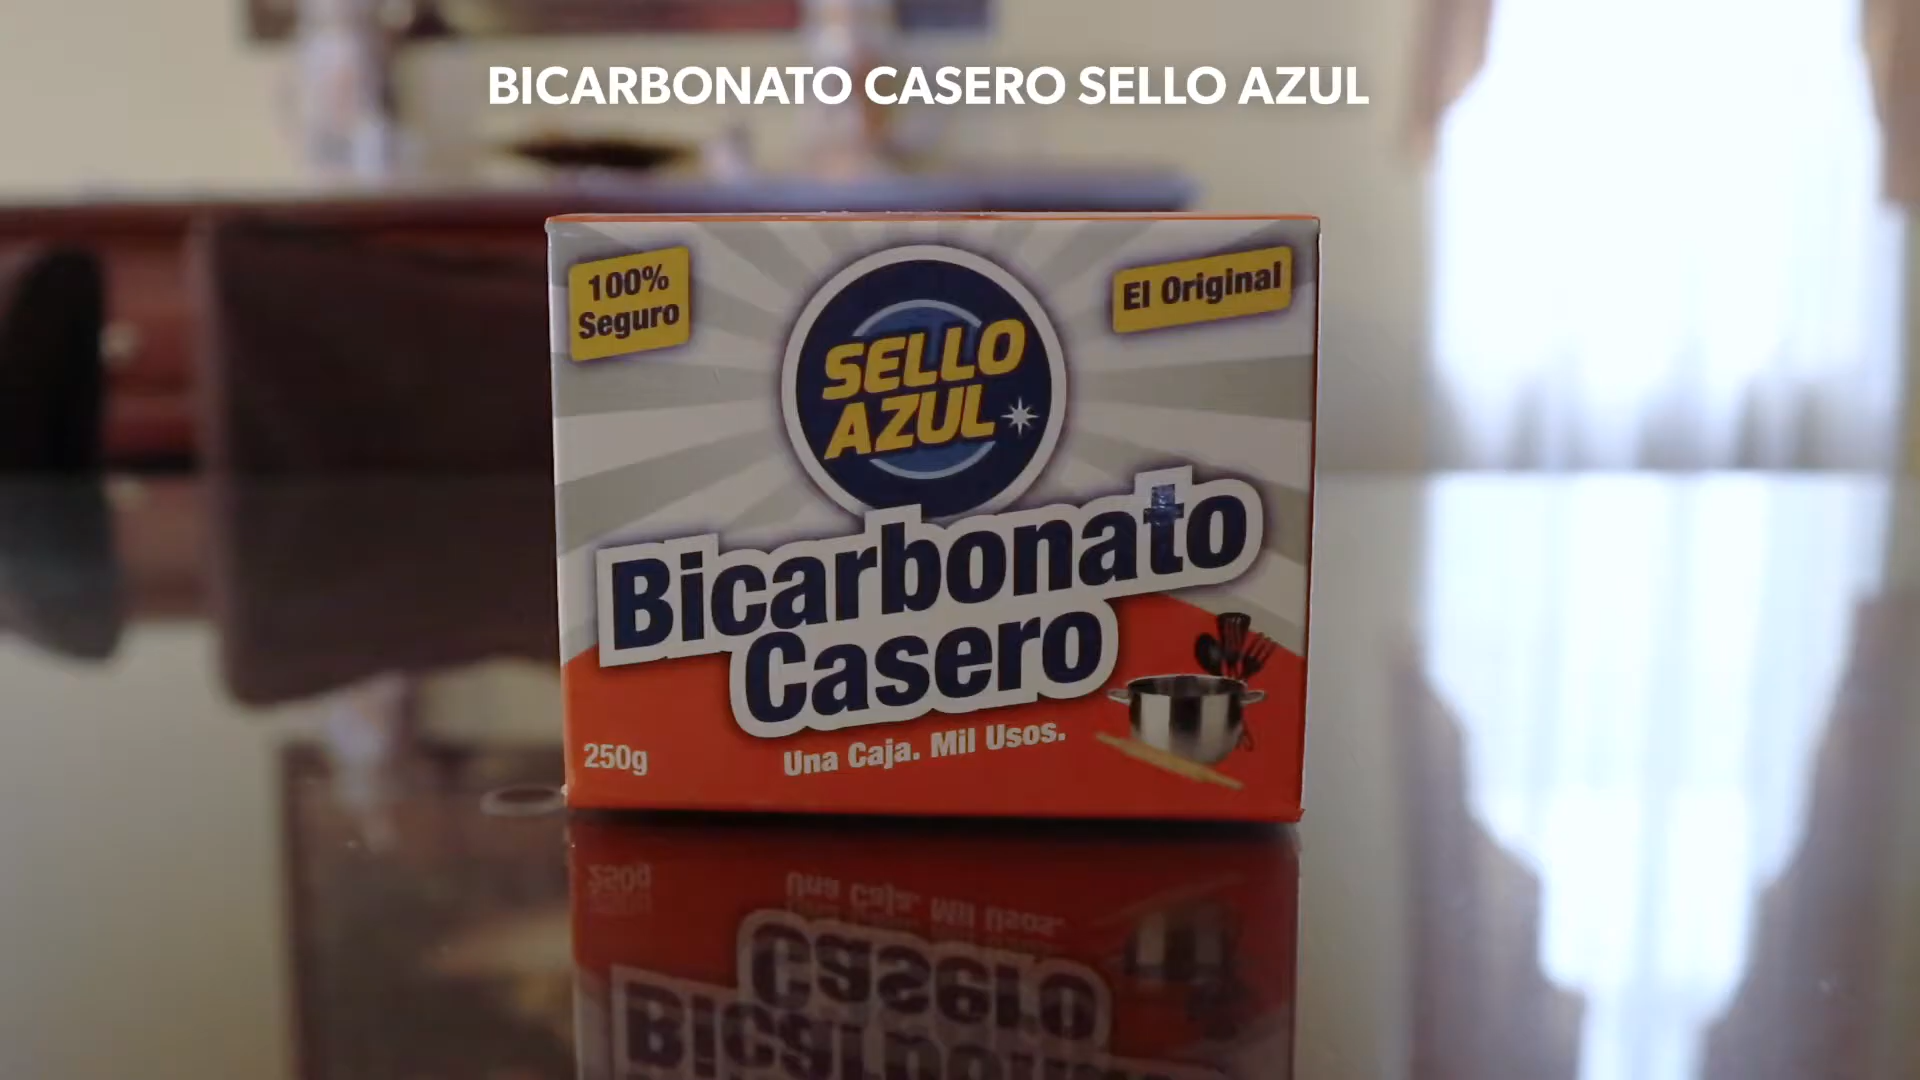 BICARBONATO CASERO SELLO AZUL
100%
Seguro
El Original
SELLO
AZUL
Bicarbonato
Casero
Una Caja. Mil Usos.
250g